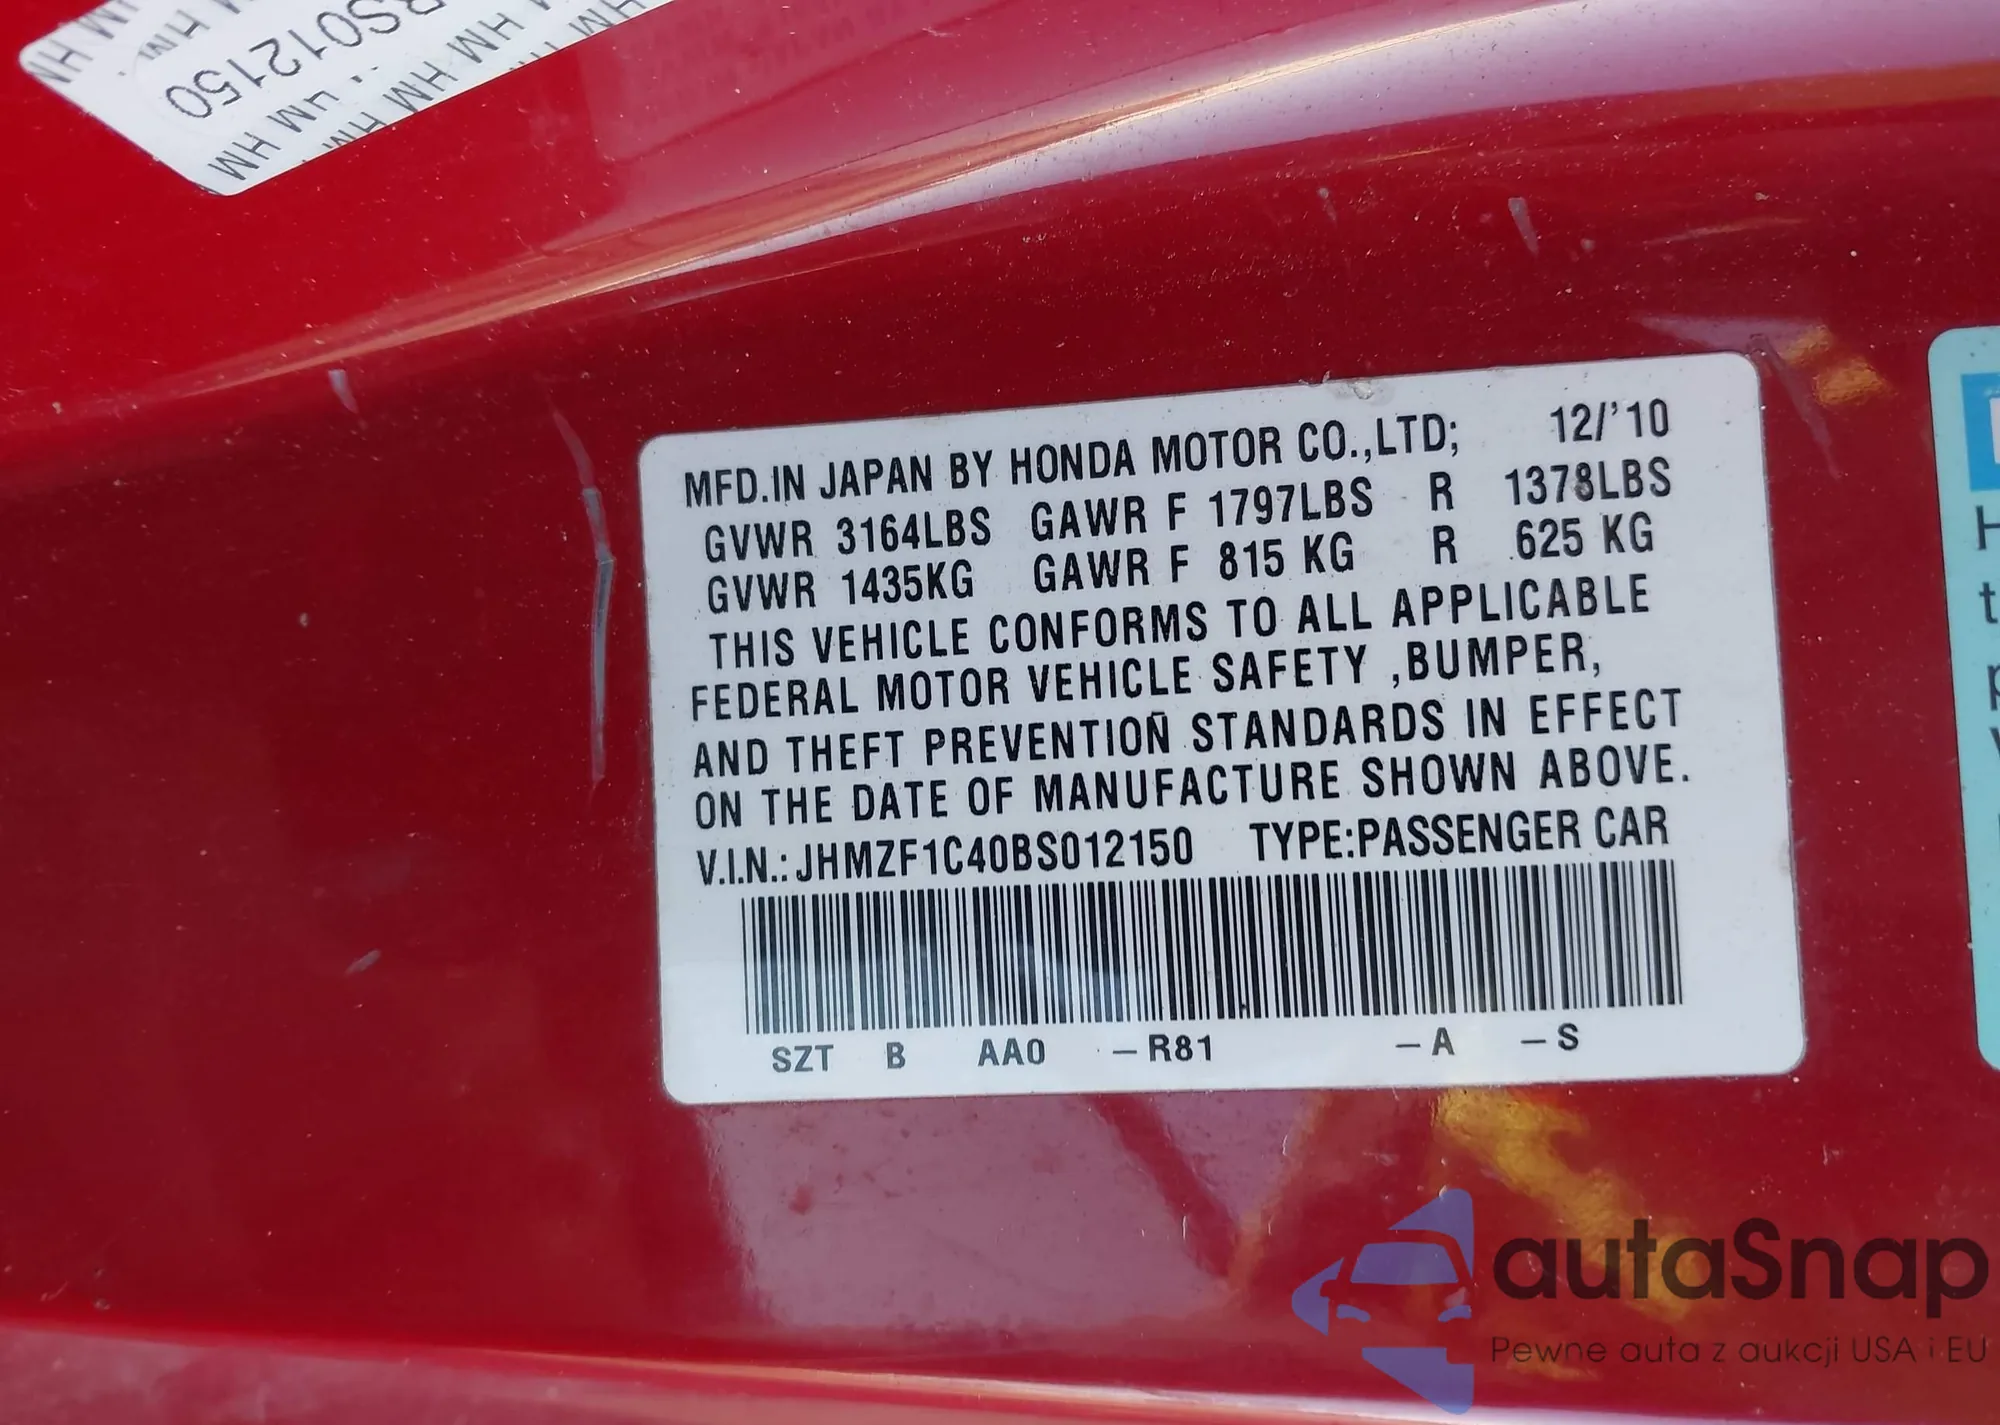 BS012150
HM HM
MFD.IN JAPAN BY HONDA MOTOR CO.,LTD; 12/'10
GVWR 3164LBS GAWR F 1797LBS R 1378LBS
GVWR 1435KG GAWR F 815 KG R 625 KG
THIS VEHICLE CONFORMS TO ALL APPLICABLE
FEDERAL MOTOR VEHICLE SAFETY ,BUMPER,
AND THEFT PREVENTION STANDARDS IN EFFECT
ON THE DATE OF MANUFACTURE SHOWN ABOVE.
V.I.N.:JHMZF1C40BS012150 TYPE:PASSENGER CAR
SZT B AA0 –R81 –A –S
autaSnap
Pewne auta z aukcji USA i EU